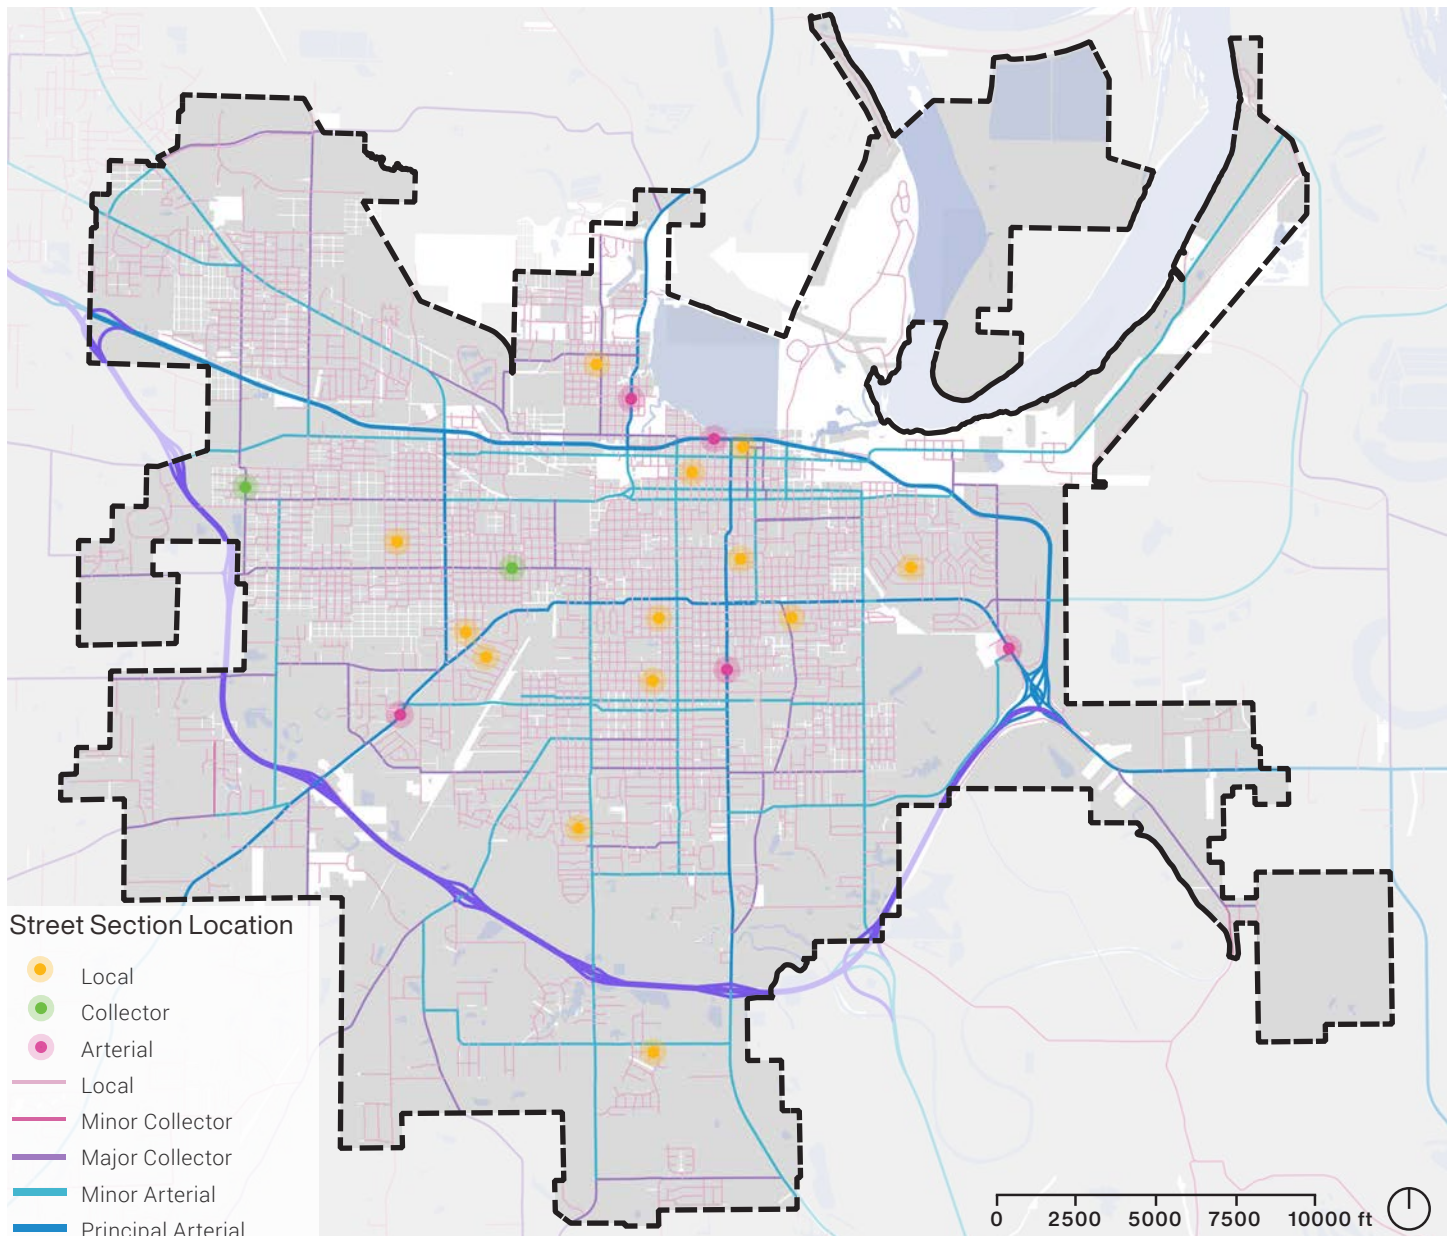 Street Section Location
Local
Collector
Arterial
Local
Minor Collector
Major Collector
Minor Arterial
Principal Arterial
0 2500 5000 7500 10000 ft